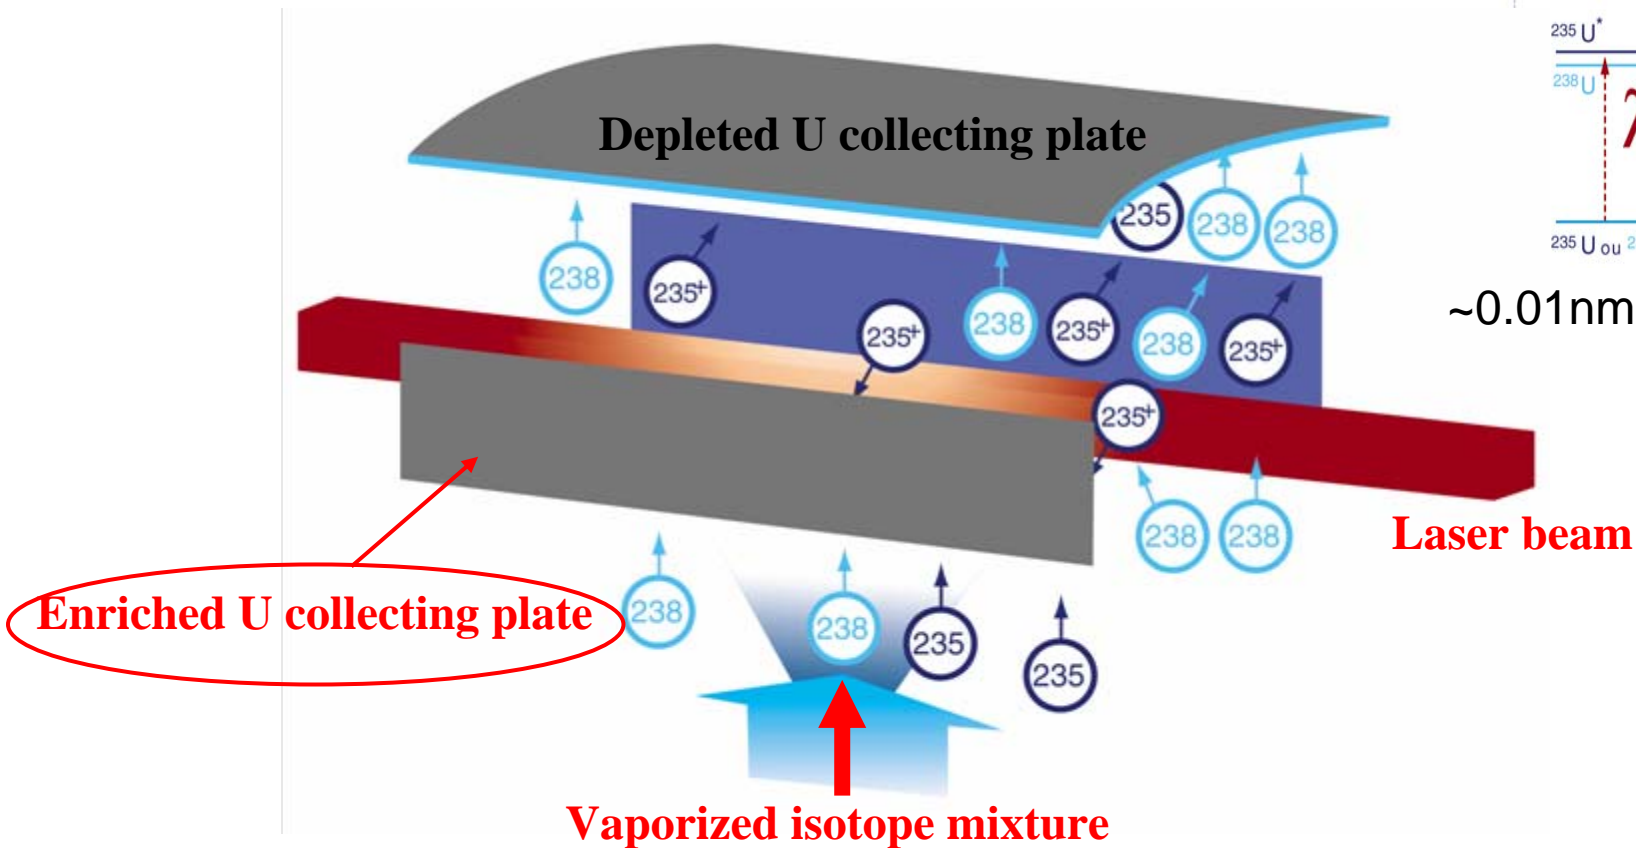 235 U*
238 U
λ
235 U ou 2
~0.01nm
Depleted U collecting plate
235
238
238
238
235+
238
235+
238
235+
235+
235+
238
238
Laser beam
Enriched U collecting plate
238
238
235
235
Vaporized isotope mixture